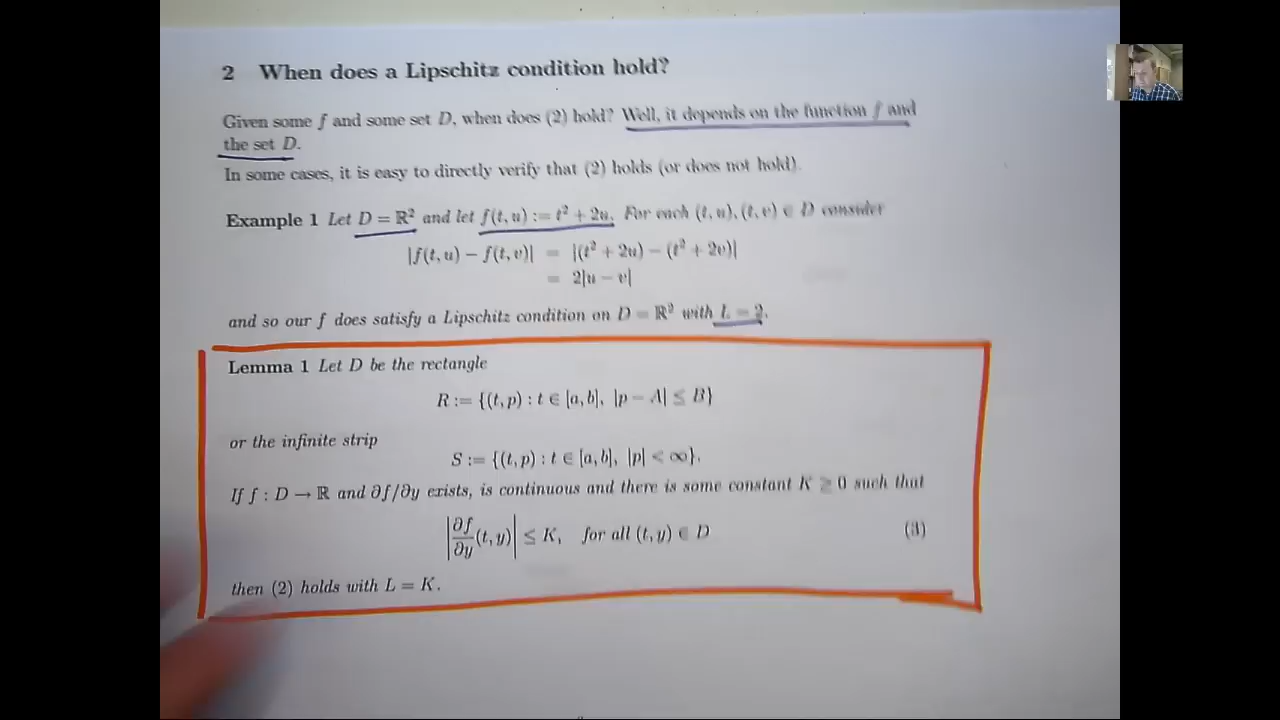 2 When does a Lipschitz condition hold?
Given some f and some set D, when does (2) hold? Well, it depends on the function f and
the set D.
In some cases, it is easy to directly verify that (2) holds (or does not hold).
Example 1 Let D = ℝ² and let f(t, u) := t² + 2u. For each (t, u), (t, v) ∈ D consider
|f(t, u) − f(t, v)| = |(t² + 2u) − (t² + 2v)|
= 2|u − v|
and so our f does satisfy a Lipschitz condition on D = ℝ² with L = 2.
Lemma 1 Let D be the rectangle
R := {(t, p) : t ∈ [a, b], |p − A| ≤ B}
or the infinite strip
S := {(t, p) : t ∈ [a, b], |p| < ∞}.
If f : D → ℝ and ∂f/∂y exists, is continuous and there is some constant K ≥ 0 such that
|∂f/∂y (t, y)| ≤ K, for all (t, y) ∈ D (3)
then (2) holds with L = K.